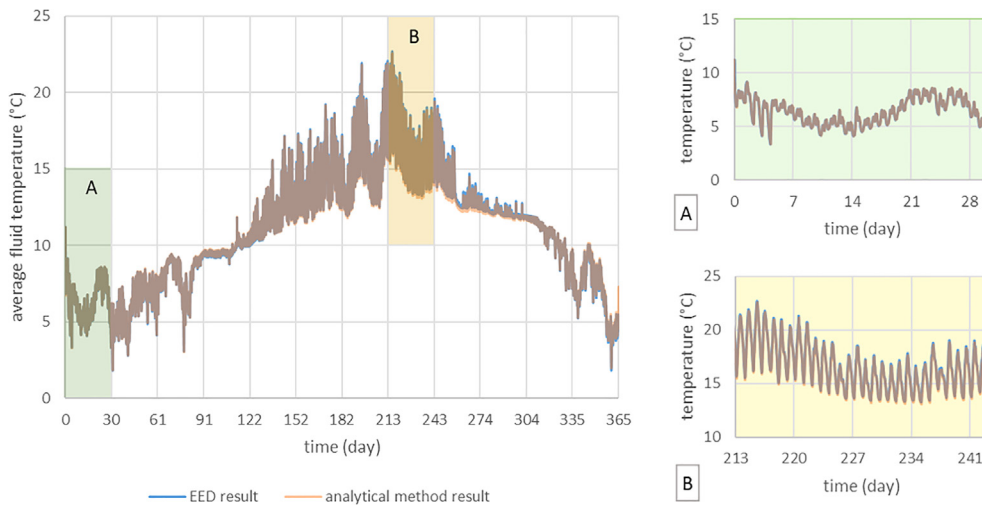 25
20
15
10
5
0
average fluid temperature (°C)
A
B
0 30 61 91 122 152 182 213 243 274 304 335 365
time (day)
EED result
analytical method result
15
10
5
0
temperature (°C)
0 7 14 21 28
time (day)
A
25
20
15
10
temperature (°C)
213 220 227 234 241
time (day)
B